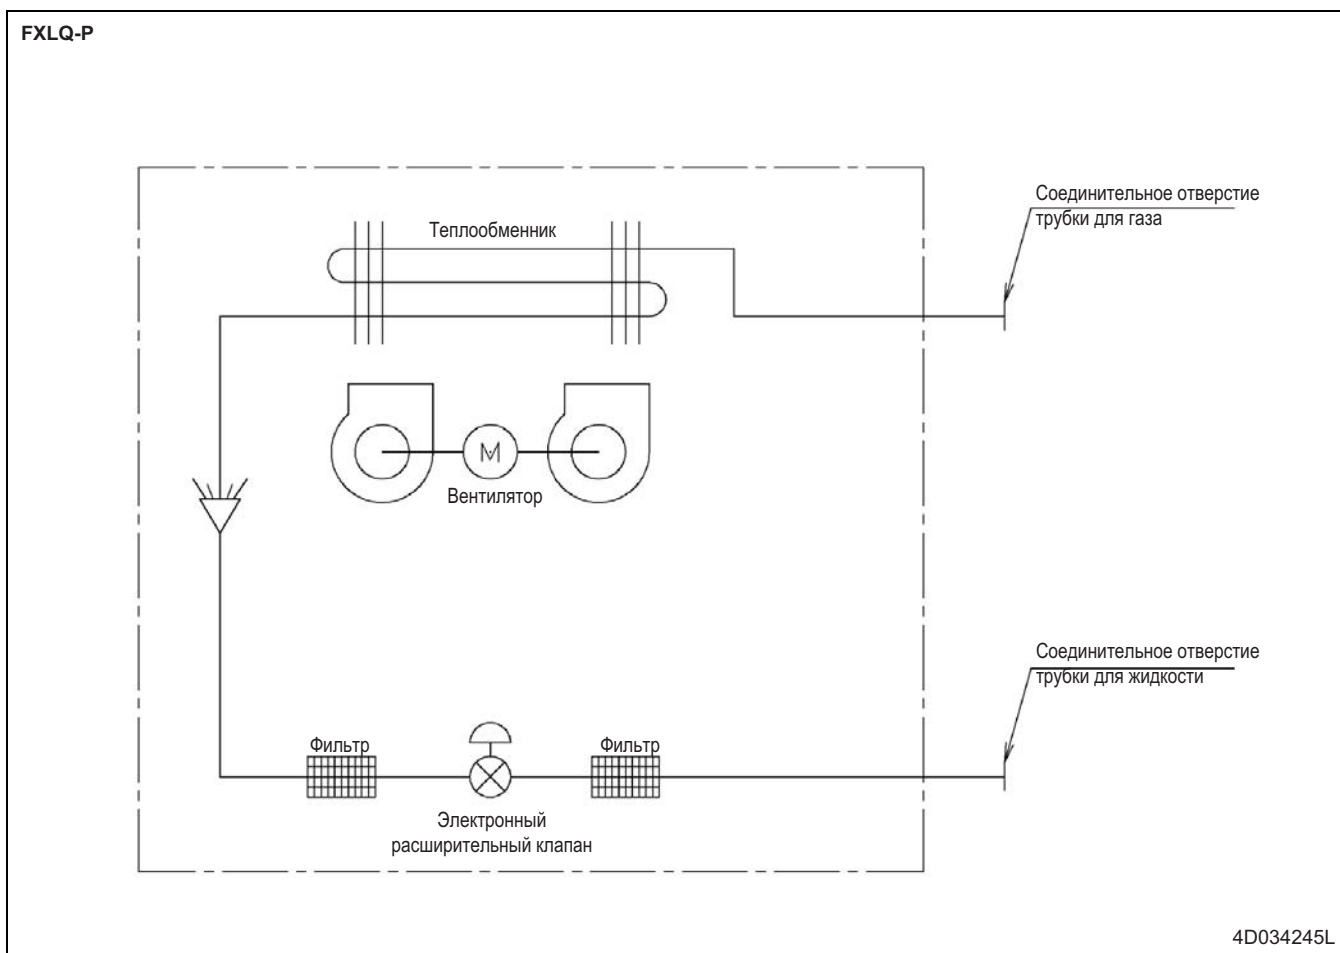 FXLQ-P
Теплообменник
Соединительное отверстие
трубки для газа
M
Вентилятор
Соединительное отверстие
трубки для жидкости
Фильтр
Фильтр
Электронный
расширительный клапан
4D034245L